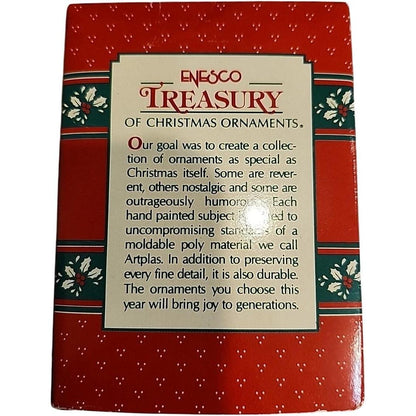 ENESCO
TREASURY
OF CHRISTMAS ORNAMENTS®
Our goal was to create a collec-
tion of ornaments as special as
Christmas itself. Some are rever-
ent, others nostalgic and some are
outrageously humorous. Each
hand painted subject ed to
uncompromising standards of a
moldable poly material we call
Artplas. In addition to preserving
every fine detail, it is also durable.
The ornaments you choose this
year will bring joy to generations.